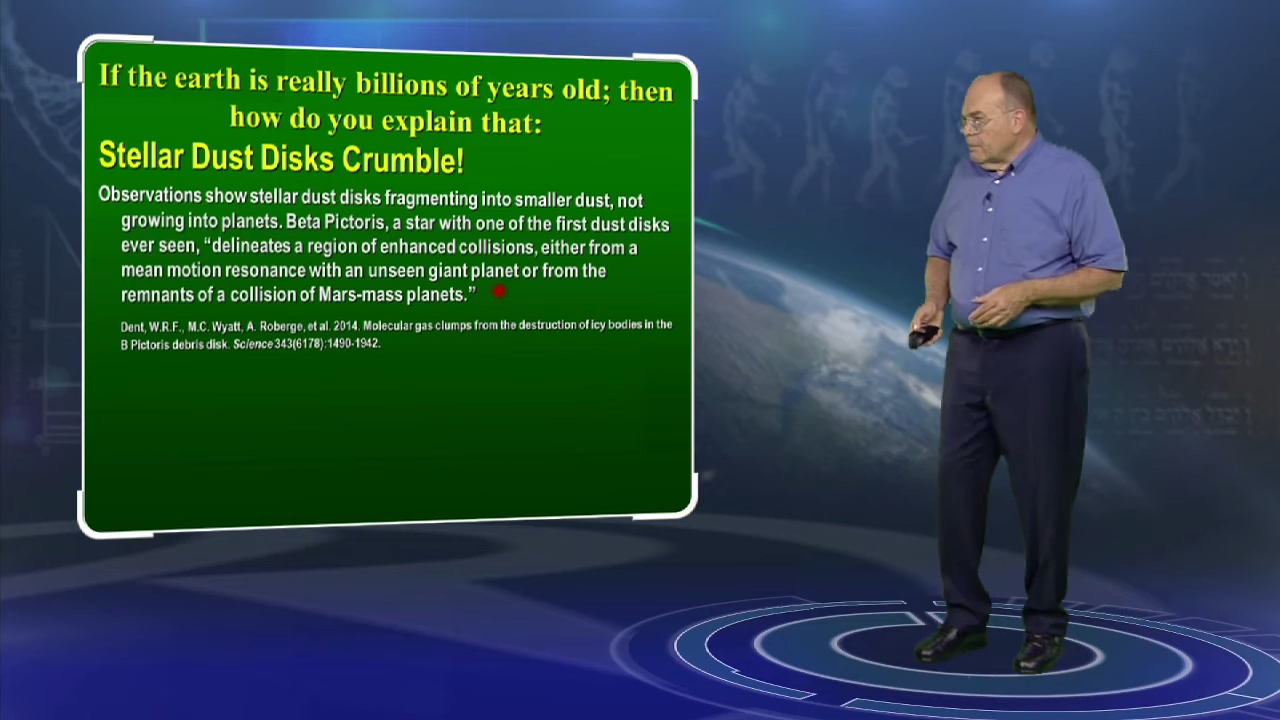 If the earth is really billions of years old; then
how do you explain that:
Stellar Dust Disks Crumble!
Observations show stellar dust disks fragmenting into smaller dust, not
growing into planets. Beta Pictoris, a star with one of the first dust disks
ever seen, “delineates a region of enhanced collisions, either from a
mean motion resonance with an unseen giant planet or from the
remnants of a collision of Mars-mass planets.”
Dent, W.R.F., M.C. Wyatt, A. Roberge, et al. 2014. Molecular gas clumps from the destruction of icy bodies in the
B Pictoris debris disk. Science 343(6178):1490-1942.